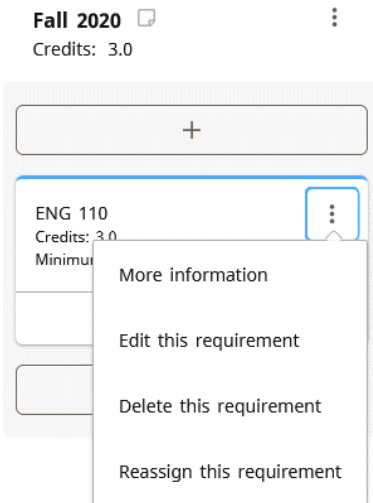 Fall 2020
Credits: 3.0
+
ENG 110
Credits: 3.0
More information
Edit this requirement
Delete this requirement
Reassign this requirement